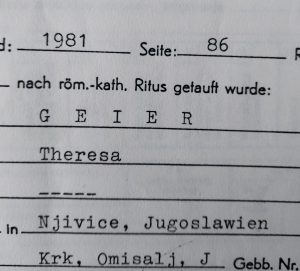 d: 1981 Seite: 86 R
nach röm.-kath. Ritus getauft wurde:
G E I E R
Theresa
-----
in Njivice, Jugoslawien
Krk, Omisalj, J Gebb. Nr.